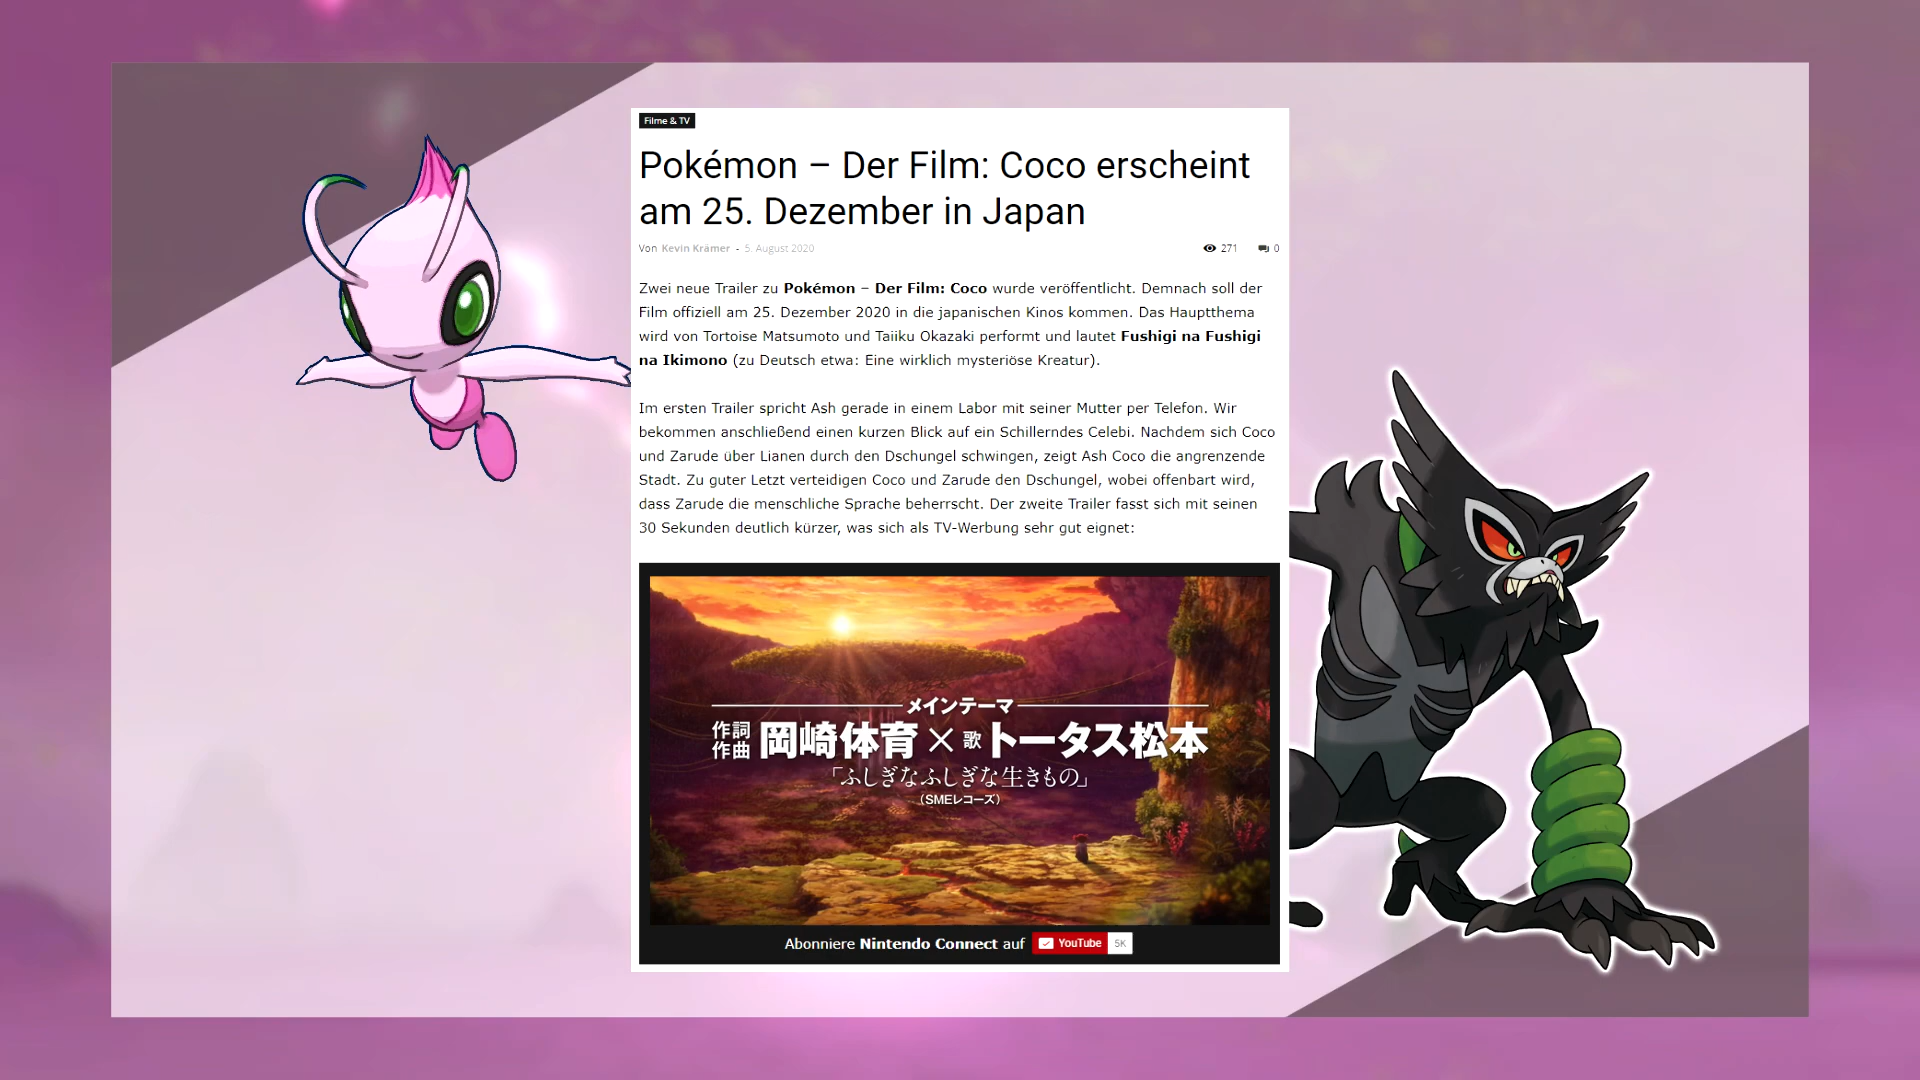 Filme & TV
Pokémon – Der Film: Coco erscheint
am 25. Dezember in Japan
Von Kevin Krämer - 5. August 2020 271 0
Zwei neue Trailer zu Pokémon – Der Film: Coco wurde veröffentlicht. Demnach soll der
Film offiziell am 25. Dezember 2020 in die japanischen Kinos kommen. Das Hauptthema
wird von Tortoise Matsumoto und Taiiku Okazaki performt und lautet Fushigi na Fushigi
na Ikimono (zu Deutsch etwa: Eine wirklich mysteriöse Kreatur).
Im ersten Trailer spricht Ash gerade in einem Labor mit seiner Mutter per Telefon. Wir
bekommen anschließend einen kurzen Blick auf ein Schillerndes Celebi. Nachdem sich Coco
und Zarude über Lianen durch den Dschungel schwingen, zeigt Ash Coco die angrenzende
Stadt. Zu guter Letzt verteidigen Coco und Zarude den Dschungel, wobei offenbart wird,
dass Zarude die menschliche Sprache beherrscht. Der zweite Trailer fasst sich mit seinen
30 Sekunden deutlich kürzer, was sich als TV-Werbung sehr gut eignet:
メインテーマ
作詞
作曲 岡崎体育×歌トータス松本
「ふしぎなふしぎな生きもの」
(SMEレコーズ)
Abonniere Nintendo Connect auf YouTube 5K